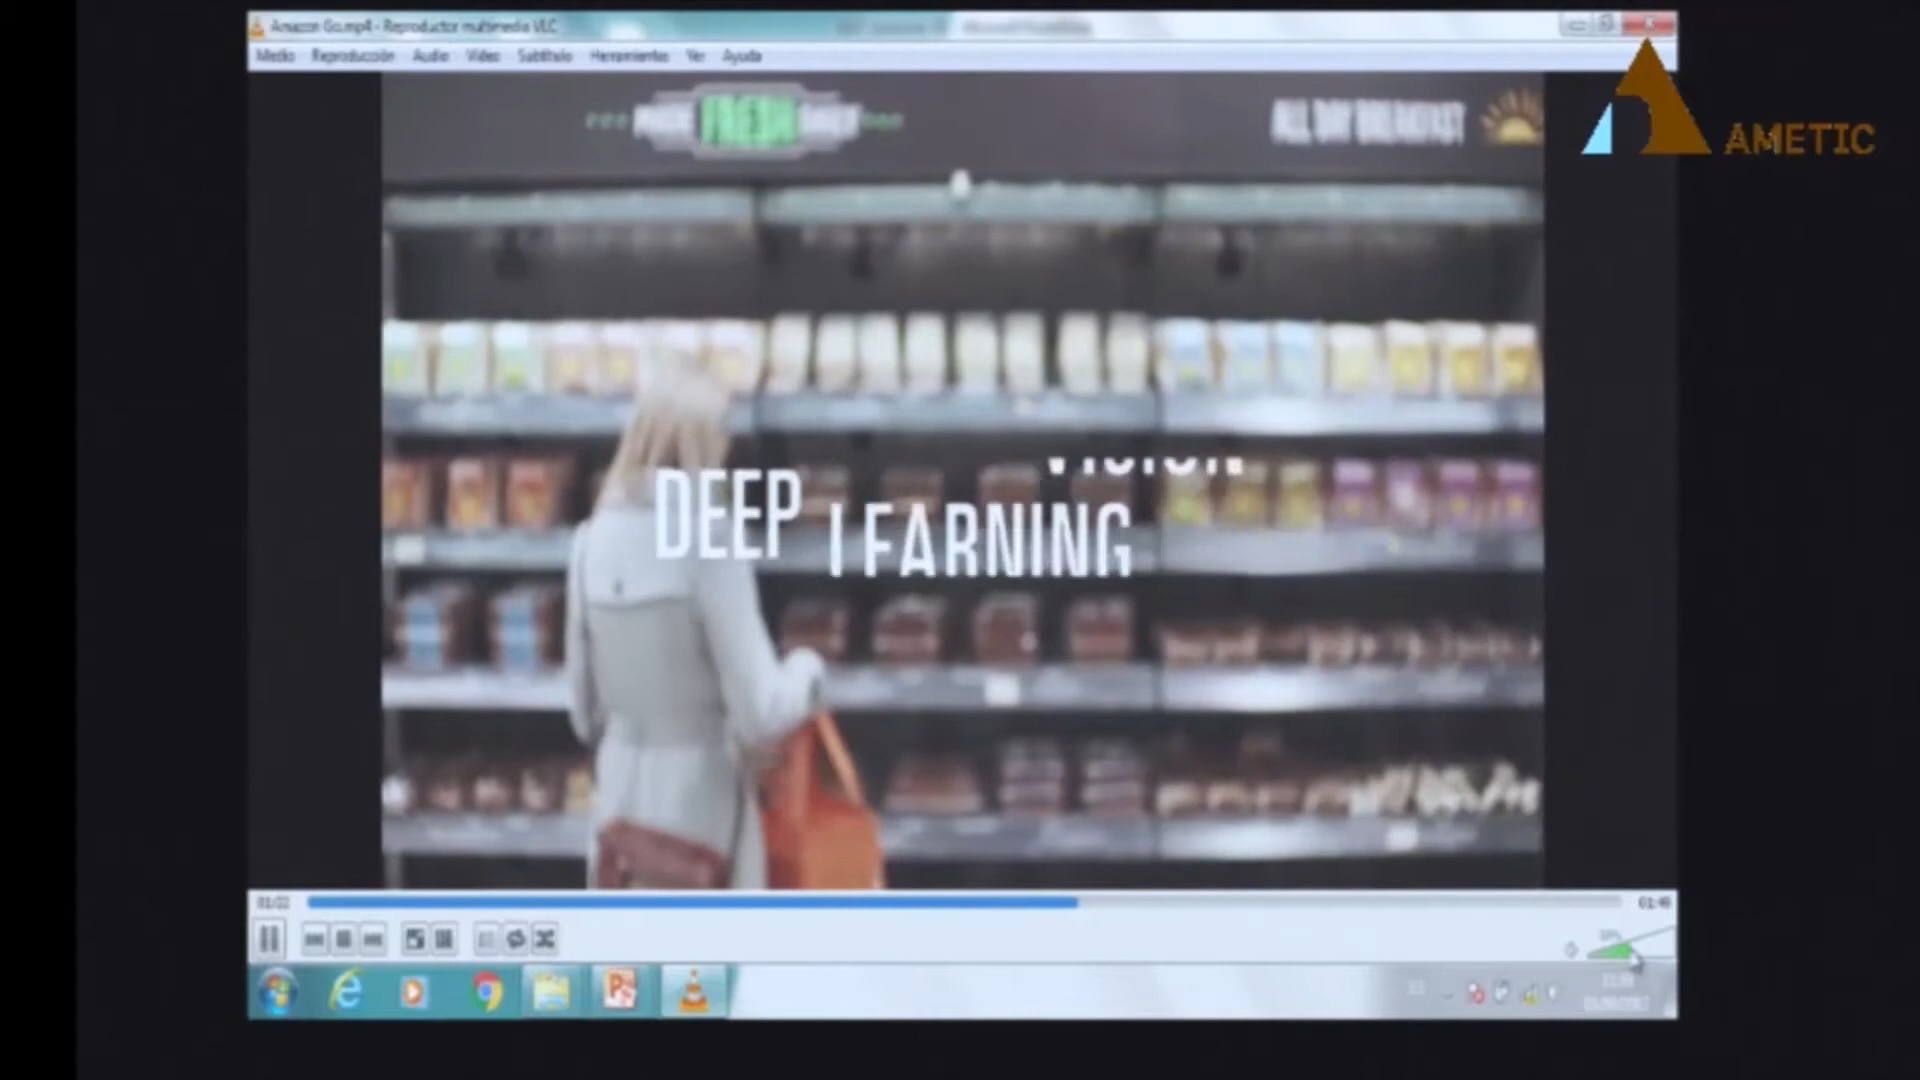 Amazon Go.mp4 - Reproductor multimedia VLC
Medio Reproducción Audio Vídeo Subtítulo Herramientas Ver Ayuda
AMETIC
FRESH
ALL DAY BREAKFAST
VISION
DEEP LEARNING